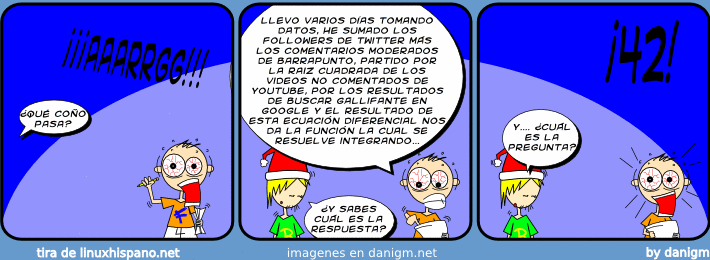 ¡¡¡AAARRGG!!!
¿QUÉ COÑO
PASA?
LLEVO VARIOS DÍAS TOMANDO
DATOS, HE SUMADO LOS
FOLLOWERS DE TWITTER MÁS
LOS COMENTARIOS MODERADOS
DE BARRAPUNTO, PARTIDO POR
LA RAIZ CUADRADA DE LOS
VIDEOS NO COMENTADOS DE
YOUTUBE, POR LOS RESULTADOS
DE BUSCAR GALLIFANTE EN
GOOGLE Y EL RESULTADO DE
ESTA ECUACIÓN DIFERENCIAL NOS
DA LA FUNCIÓN LA CUAL SE
RESUELVE INTEGRANDO...
¿Y SABES
CUÁL ES LA
RESPUESTA?
¡42!
Y.... ¿CUÁL
ES LA
PREGUNTA?
tira de linuxhispano.net
imagenes en danigm.net
by danigm